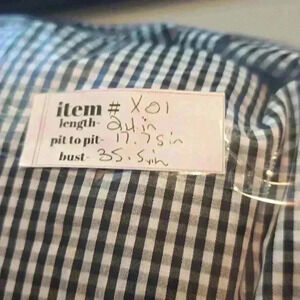 item # X01
length- 24 in
pit to pit- 17.75 in
bust- 35.5 in